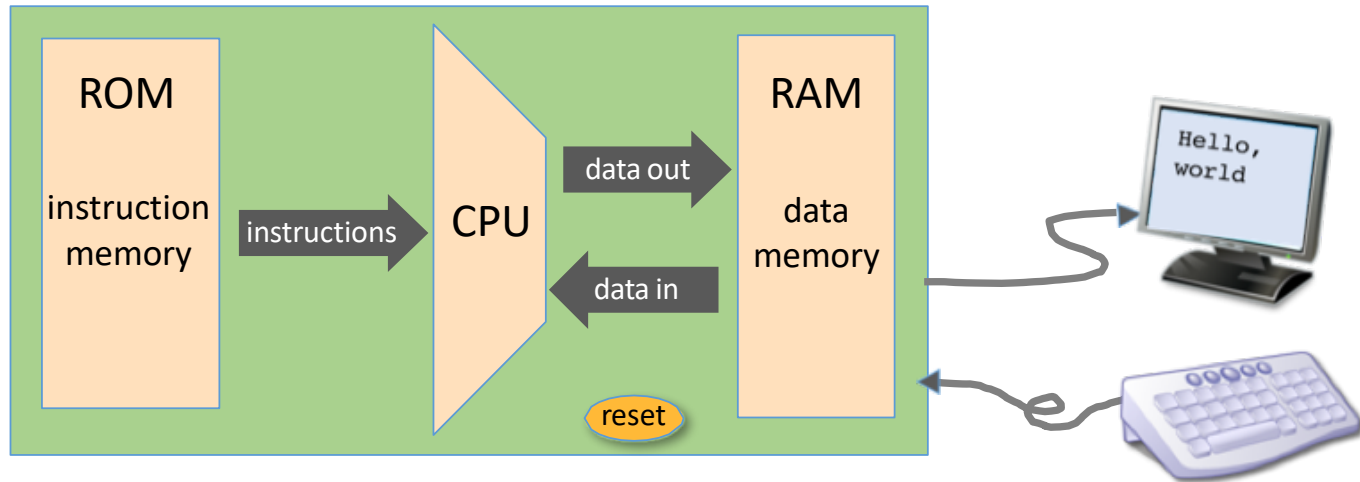 ROM
instruction
memory
instructions
CPU
data out
data in
reset
RAM
data
memory
Hello,
world